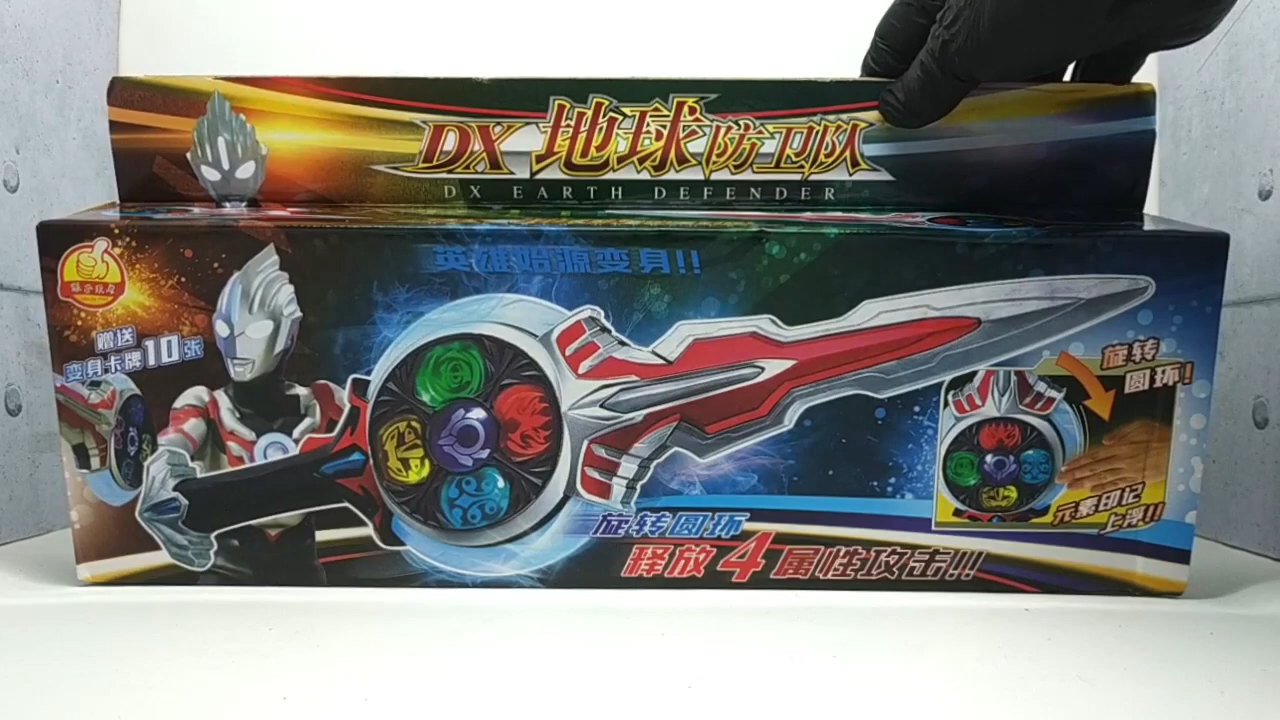 DX 地球防卫队
DX EARTH DEFENDER
英雄始源变身!!
赠送
变身卡牌10张
旋转
圆环!
元素印记
上浮!!
旋转圆环
释放4属性攻击!!